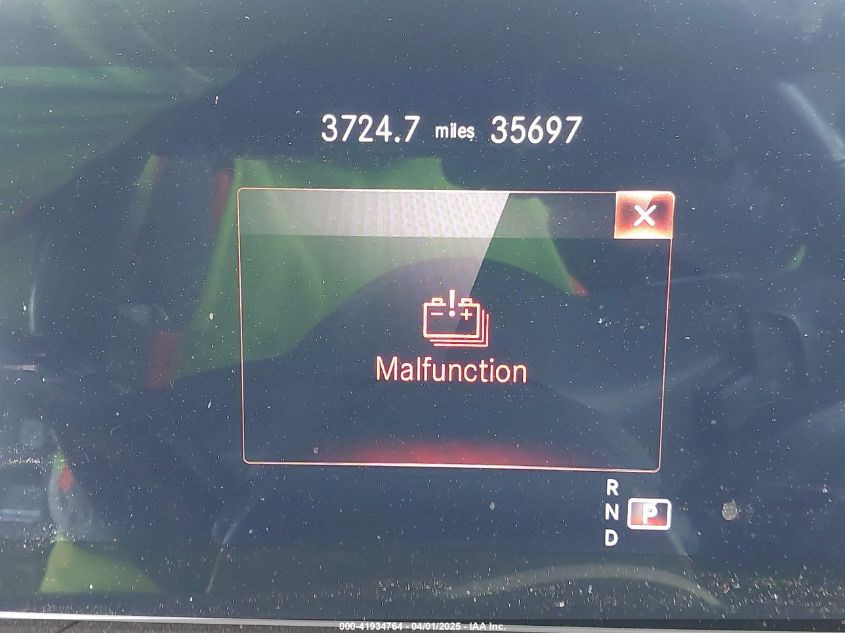 3724.7 miles 35697
Malfunction
R
N P
D
000-41934764 - 04/01/2025 - IAA Inc.